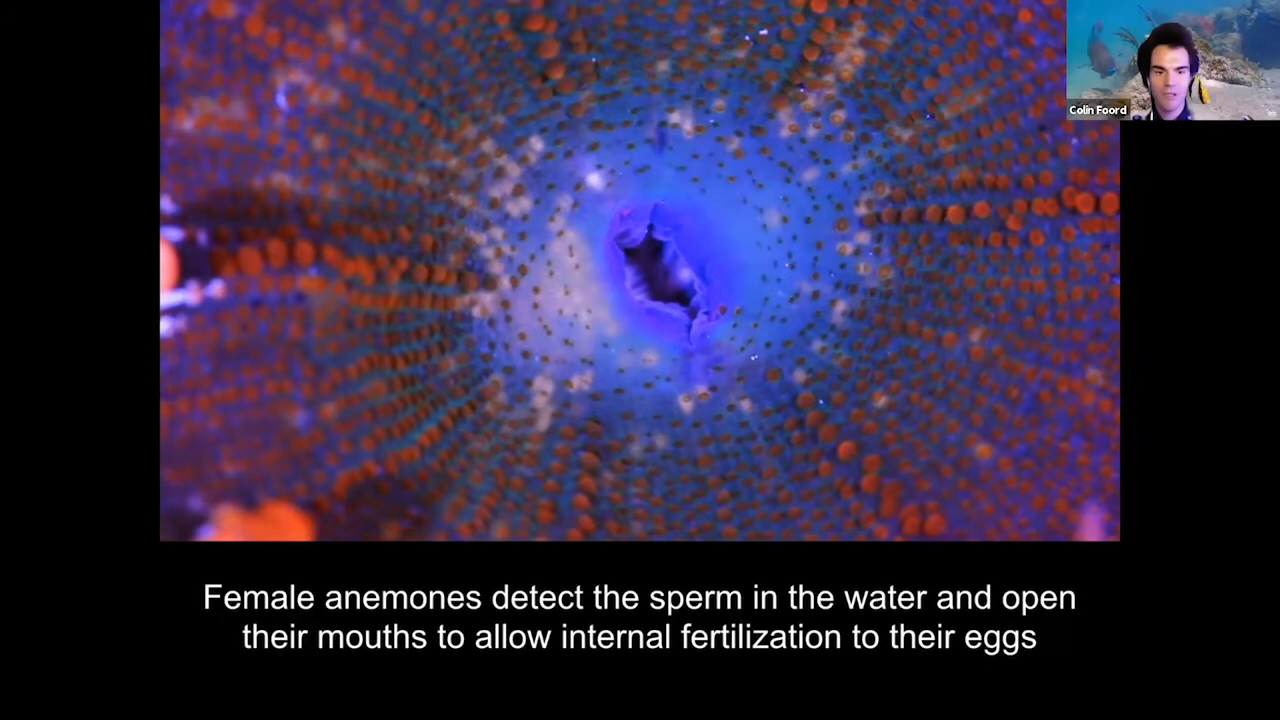 Colin Foord
Female anemones detect the sperm in the water and open
their mouths to allow internal fertilization to their eggs